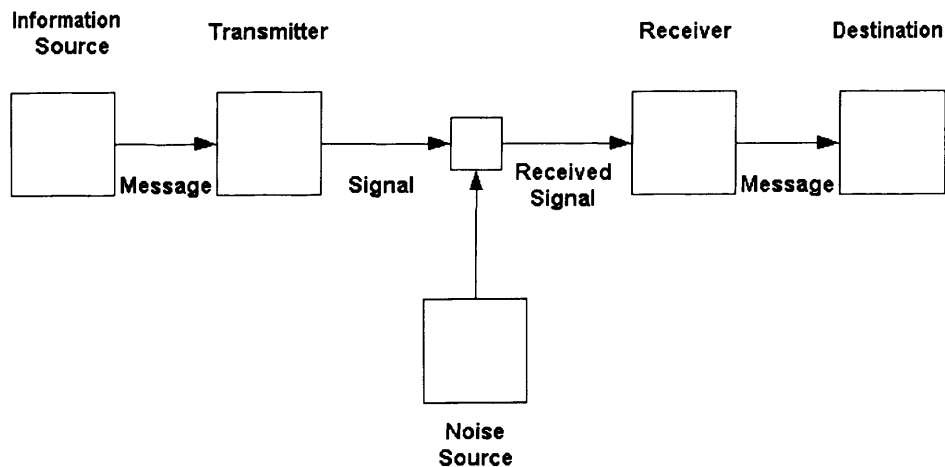 Information
Source
Transmitter
Receiver
Destination
Message
Signal
Received
Signal
Message
Noise
Source